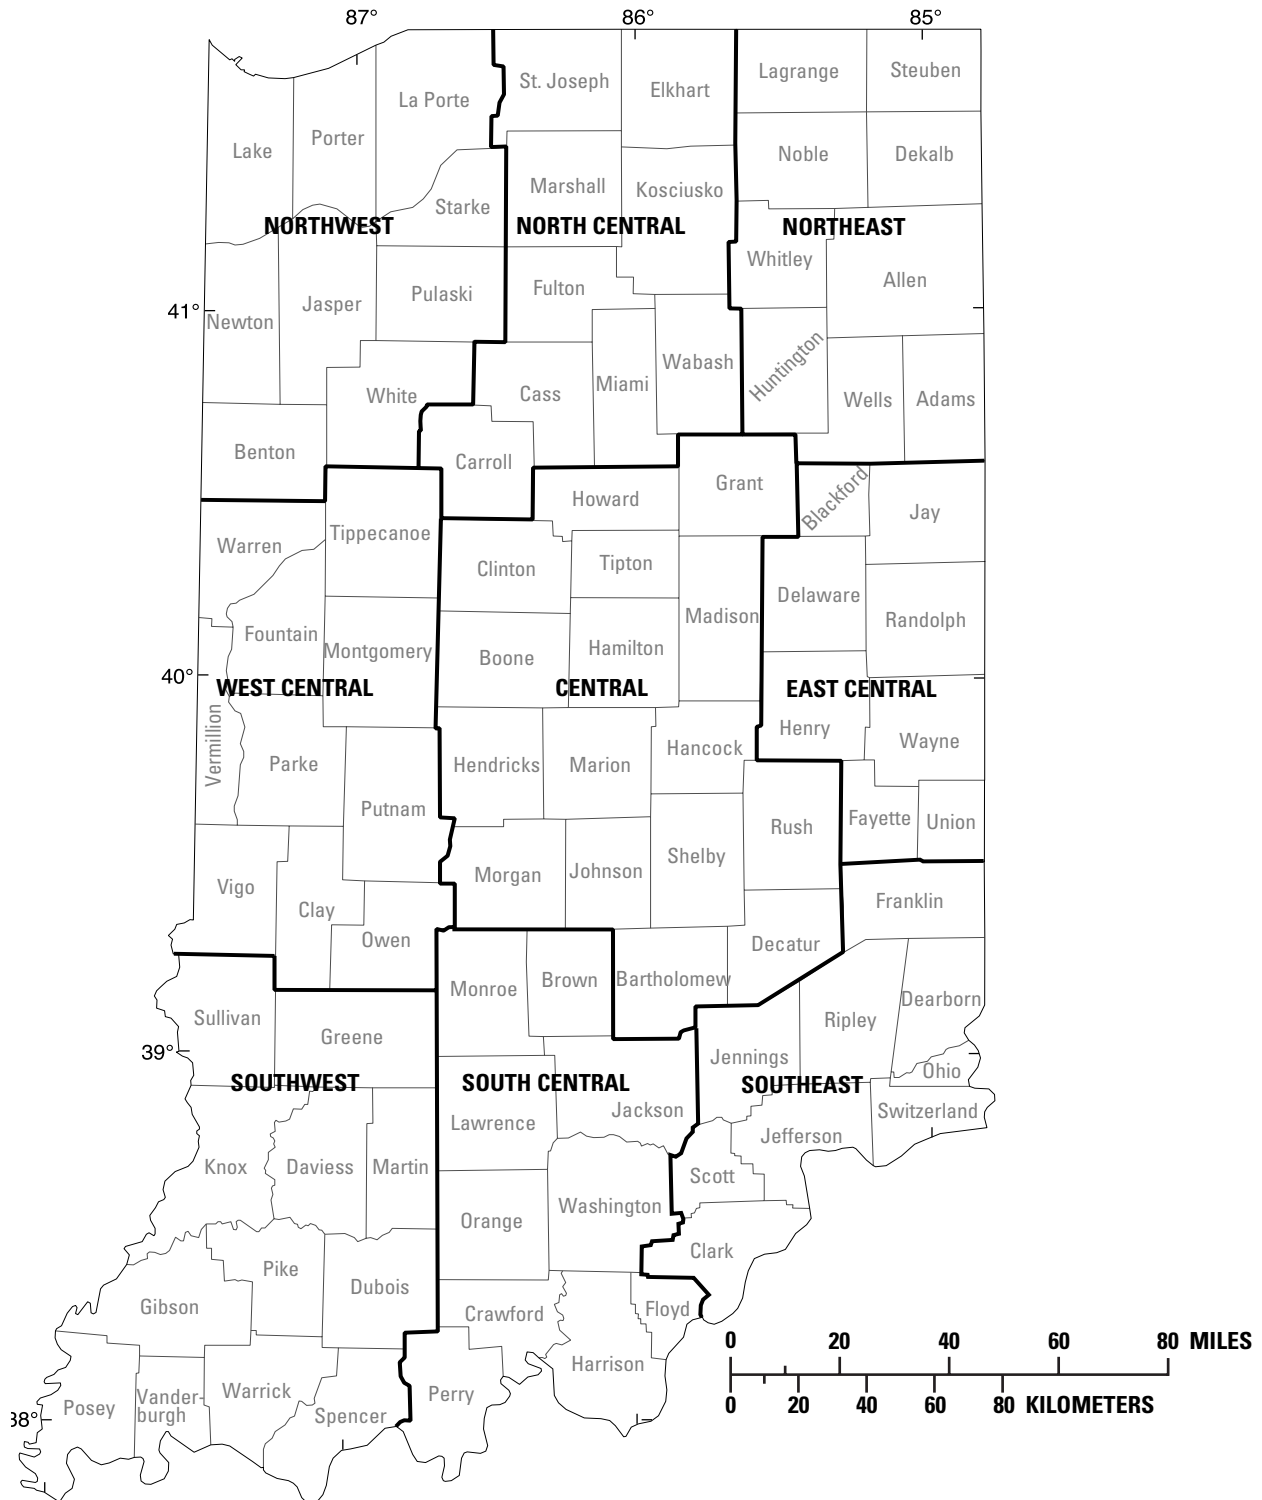 87° 86° 85°
St. Joseph
Elkhart
Lagrange
Steuben
La Porte
Porter
Lake
Noble
Dekalb
Marshall
Kosciusko
Starke
NORTHWEST
NORTH CENTRAL
NORTHEAST
Whitley
Allen
Fulton
Pulaski
Jasper
41°
Newton
Huntington
Wabash
Miami
Cass
White
Wells
Adams
Benton
Carroll
Grant
Howard
Blackford
Jay
Tippecanoe
Warren
Clinton
Tipton
Delaware
Madison
Randolph
Fountain
Montgomery
Boone
Hamilton
40°
WEST CENTRAL
CENTRAL
EAST CENTRAL
Vermillion
Henry
Wayne
Hancock
Parke
Hendricks
Marion
Putnam
Rush
Fayette
Union
Shelby
Morgan
Johnson
Vigo
Clay
Franklin
Owen
Decatur
Monroe
Brown
Bartholomew
Dearborn
Sullivan
Greene
Ripley
39°
Jennings
Ohio
SOUTHWEST
SOUTH CENTRAL
SOUTHEAST
Jackson
Switzerland
Lawrence
Jefferson
Knox
Daviess
Martin
Scott
Washington
Orange
Clark
Pike
Dubois
Gibson
Crawford
Floyd
Harrison
0 20 40 60 80 MILES
0 20 40 60 80 KILOMETERS
Posey
Vander-
burgh
Warrick
Spencer
Perry
38°